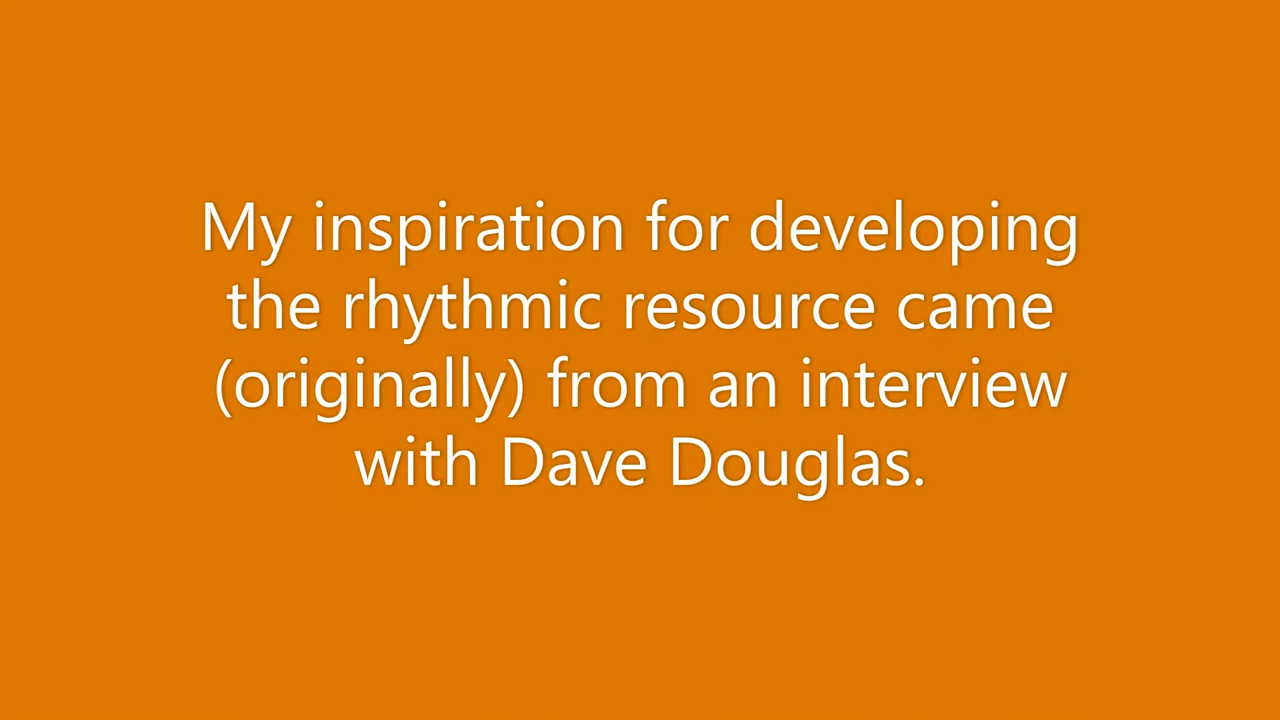 My inspiration for developing
the rhythmic resource came
(originally) from an interview
with Dave Douglas.